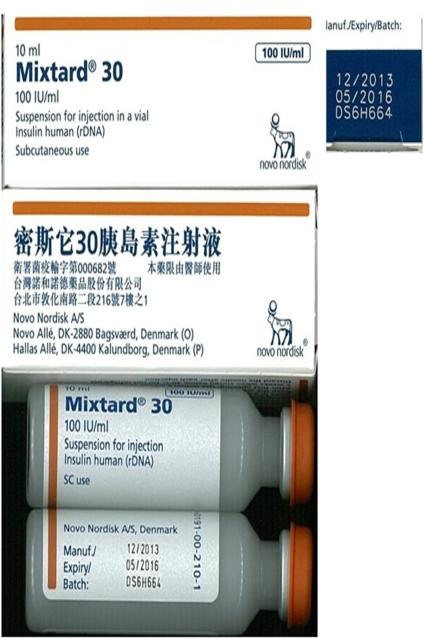 10 ml
Mixtard® 30
100 IU/ml
100 IU/ml
Suspension for injection in a vial
Insulin human (rDNA)
Subcutaneous use
novo nordisk®
Manuf./Expiry/Batch:
12/2013
05/2016
DS6H664
密斯它30胰島素注射液
衛署菌疫輸字第000682號 本藥限由醫師使用
台灣諾和諾德藥品股份有限公司
台北市敦化南路二段216號7樓之1
Novo Nordisk A/S
Novo Allé, DK-2880 Bagsværd, Denmark (O)
Hallas Allé, DK-4400 Kalundborg, Denmark (P)
novo nordisk®
10 ml
100 IU/ml
Mixtard® 30
100 IU/ml
Suspension for injection
Insulin human (rDNA)
SC use
Novo Nordisk A/S, Denmark
Manuf./ 12/2013
Expiry/ 05/2016
Batch: DS6H664